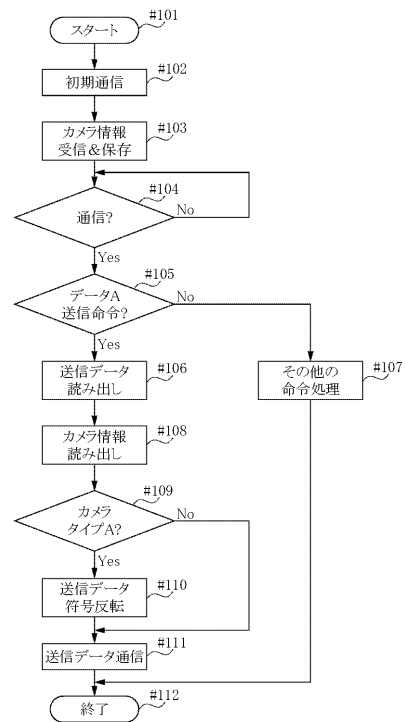 #101
スタート
#102
初期通信
#103
カメラ情報
受信&保存
#104
通信?
No
Yes
#105
データA
送信命令?
No
Yes
#106
送信データ
読み出し
#107
その他の
命令処理
#108
カメラ情報
読み出し
#109
カメラ
タイプA?
No
Yes
#110
送信データ
符号反転
#111
送信データ通信
#112
終了